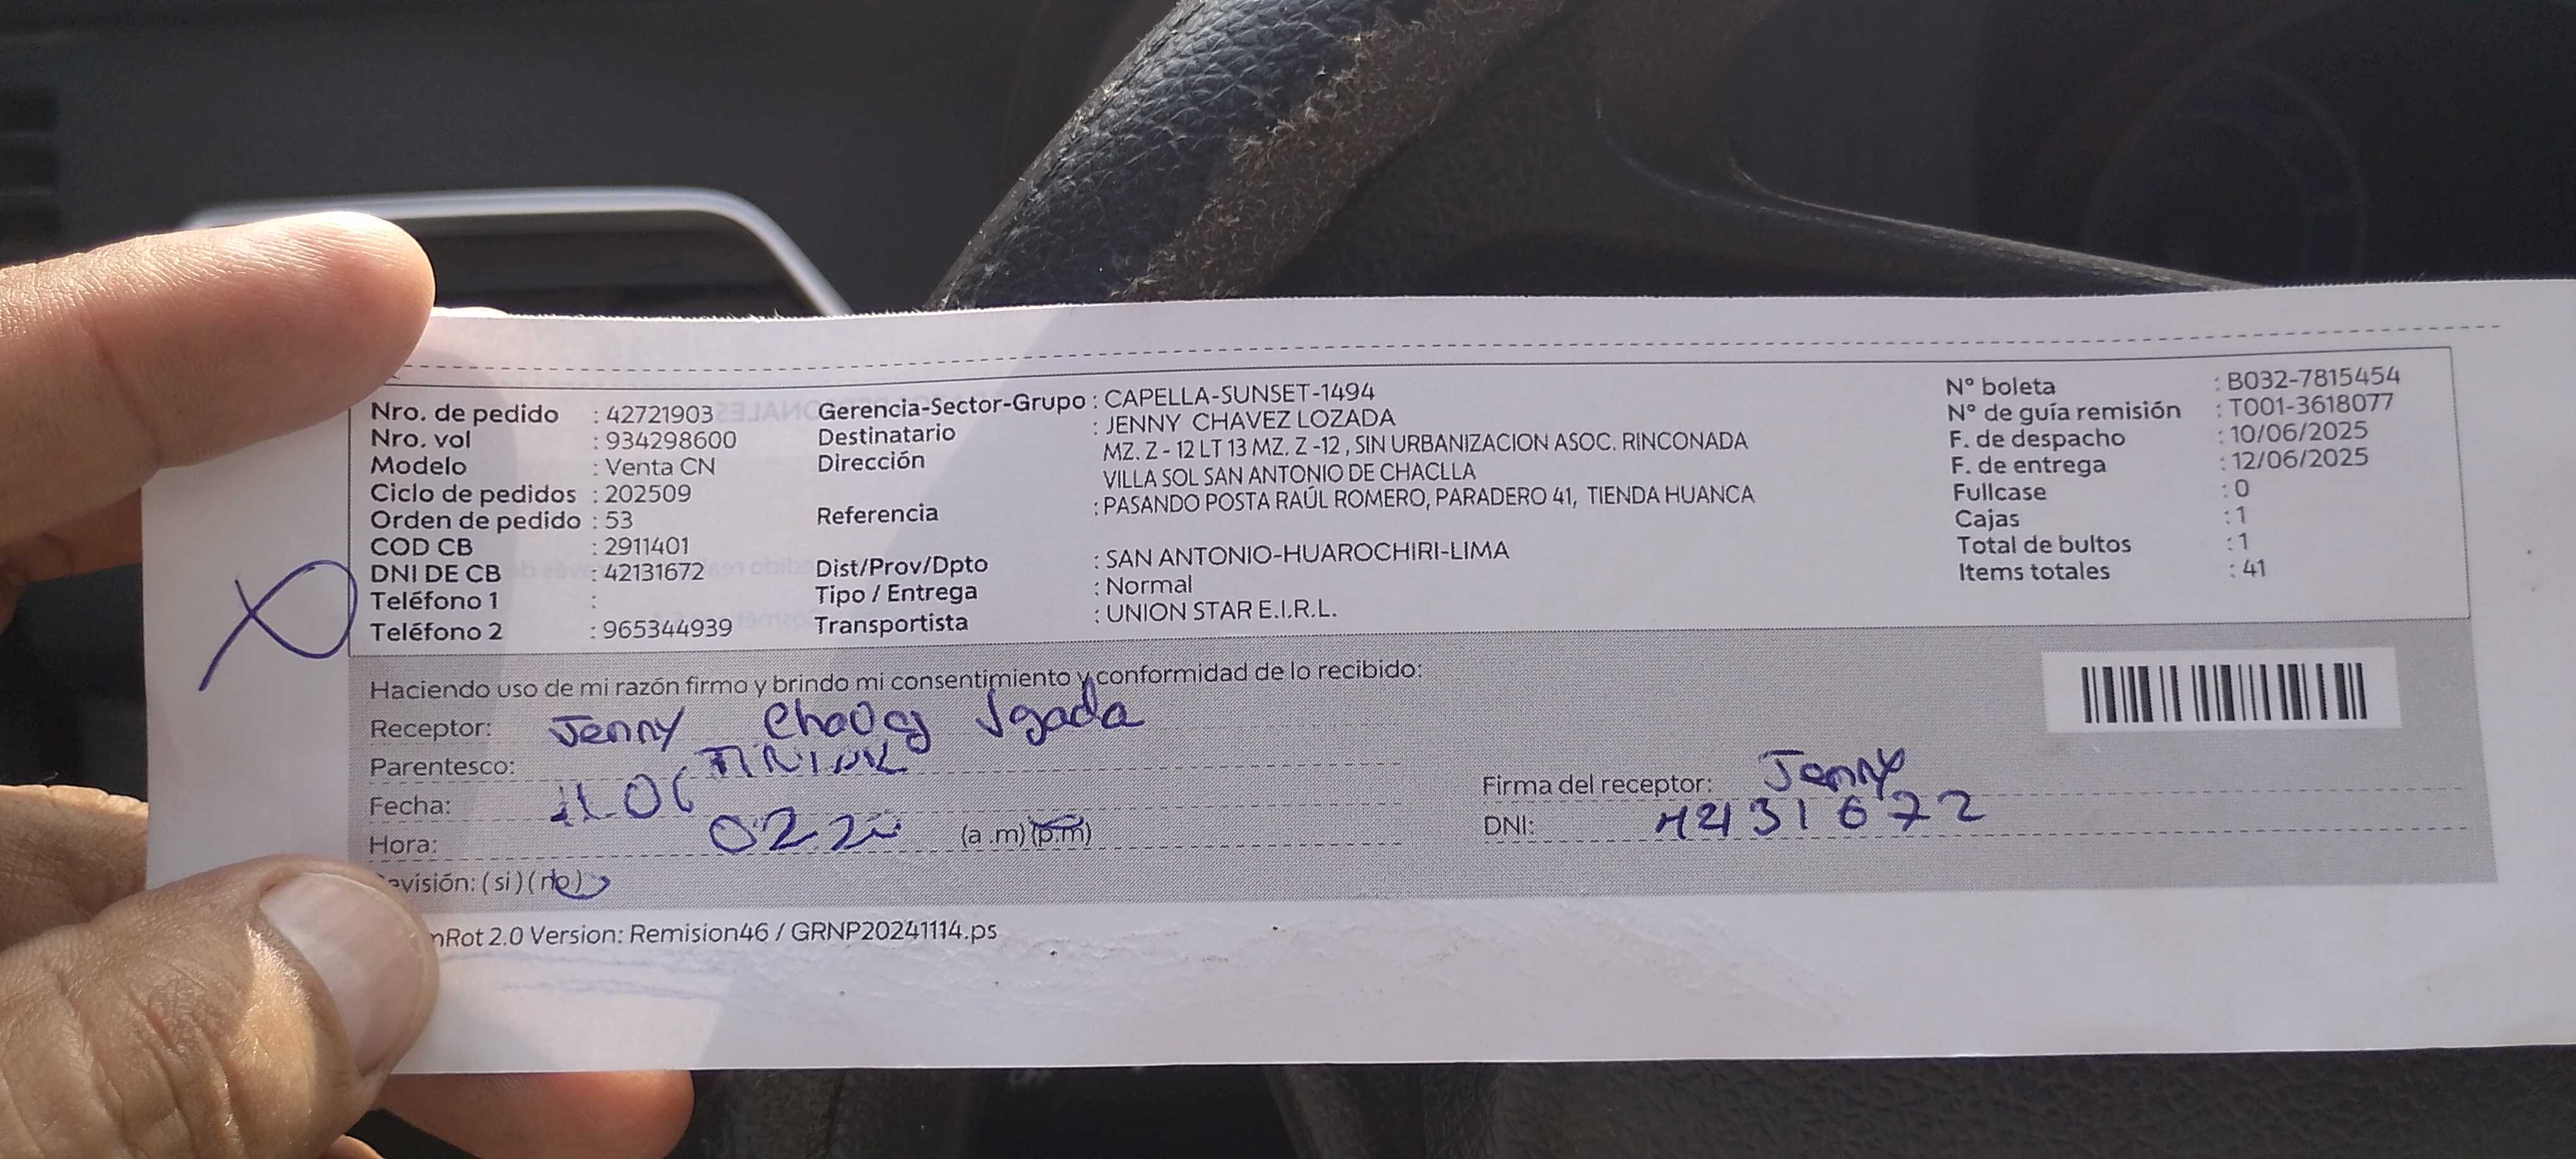 Nro. de pedido : 42721903
Nro. vol : 934298600
Modelo : Venta CN
Ciclo de pedidos : 202509
Orden de pedido : 53
COD CB : 2911401
DNI DE CB : 42131672
Teléfono 1 :
Teléfono 2 : 965344939
Gerencia-Sector-Grupo : CAPELLA-SUNSET-1494
Destinatario : JENNY CHAVEZ LOZADA
Dirección MZ. Z - 12 LT 13 MZ. Z -12 , SIN URBANIZACION ASOC. RINCONADA
VILLA SOL SAN ANTONIO DE CHACLLA
Referencia : PASANDO POSTA RAÚL ROMERO, PARADERO 41, TIENDA HUANCA
Dist/Prov/Dpto : SAN ANTONIO-HUAROCHIRI-LIMA
Tipo / Entrega : Normal
Transportista : UNION STAR E.I.R.L.
N° boleta : B032-7815454
N° de guía remisión : T001-3618077
F. de despacho : 10/06/2025
F. de entrega : 12/06/2025
Fullcase : 0
Cajas : 1
Total de bultos : 1
Items totales : 41
Haciendo uso de mi razón firmo y brindo mi consentimiento y conformidad de lo recibido:
Receptor: Jenny
Parentesco:
Fecha:
Hora: 02 20 (a.m) (p.m)
visión: (si) (no)
Firma del receptor: Jenny
DNI: 42131672
Rot 2.0 Version: Remision46 / GRNP20241114.ps